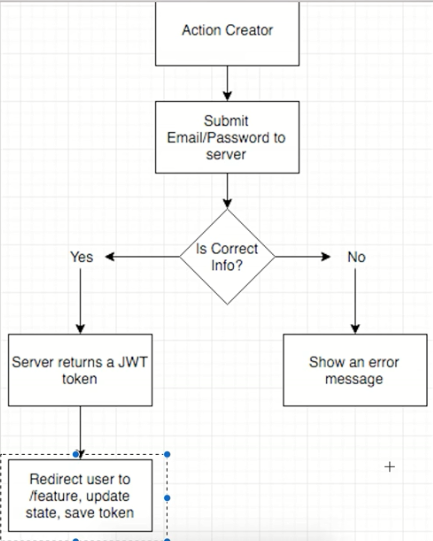 Action Creator
Submit
Email/Password to
server
Is Correct
Info?
Yes
No
Server returns a JWT
token
Show an error
message
Redirect user to
/feature, update
state, save token